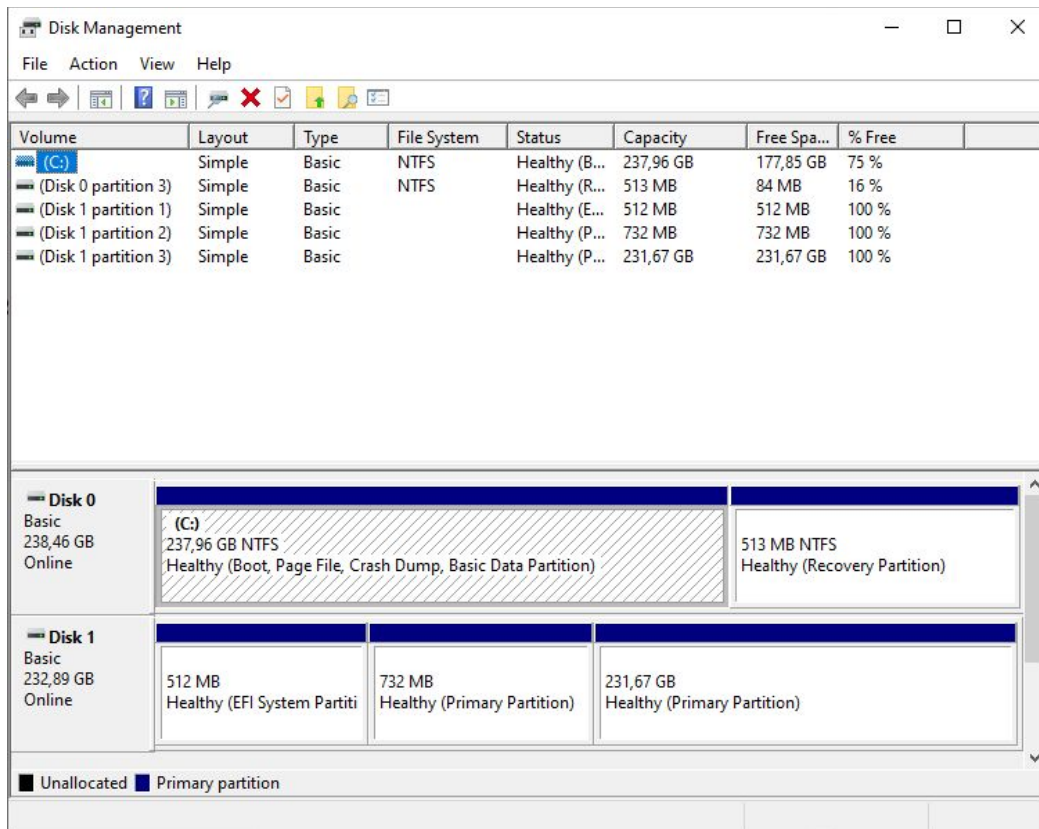 Disk Management
File Action View Help
Volume Layout Type File System Status Capacity Free Spa... % Free
(C:) Simple Basic NTFS Healthy (B... 237,96 GB 177,85 GB 75 %
(Disk 0 partition 3) Simple Basic NTFS Healthy (R... 513 MB 84 MB 16 %
(Disk 1 partition 1) Simple Basic Healthy (E... 512 MB 512 MB 100 %
(Disk 1 partition 2) Simple Basic Healthy (P... 732 MB 732 MB 100 %
(Disk 1 partition 3) Simple Basic Healthy (P... 231,67 GB 231,67 GB 100 %
Disk 0
Basic
238,46 GB
Online
(C:)
237,96 GB NTFS
Healthy (Boot, Page File, Crash Dump, Basic Data Partition)
513 MB NTFS
Healthy (Recovery Partition)
Disk 1
Basic
232,89 GB
Online
512 MB
Healthy (EFI System Partiti
732 MB
Healthy (Primary Partition)
231,67 GB
Healthy (Primary Partition)
Unallocated Primary partition